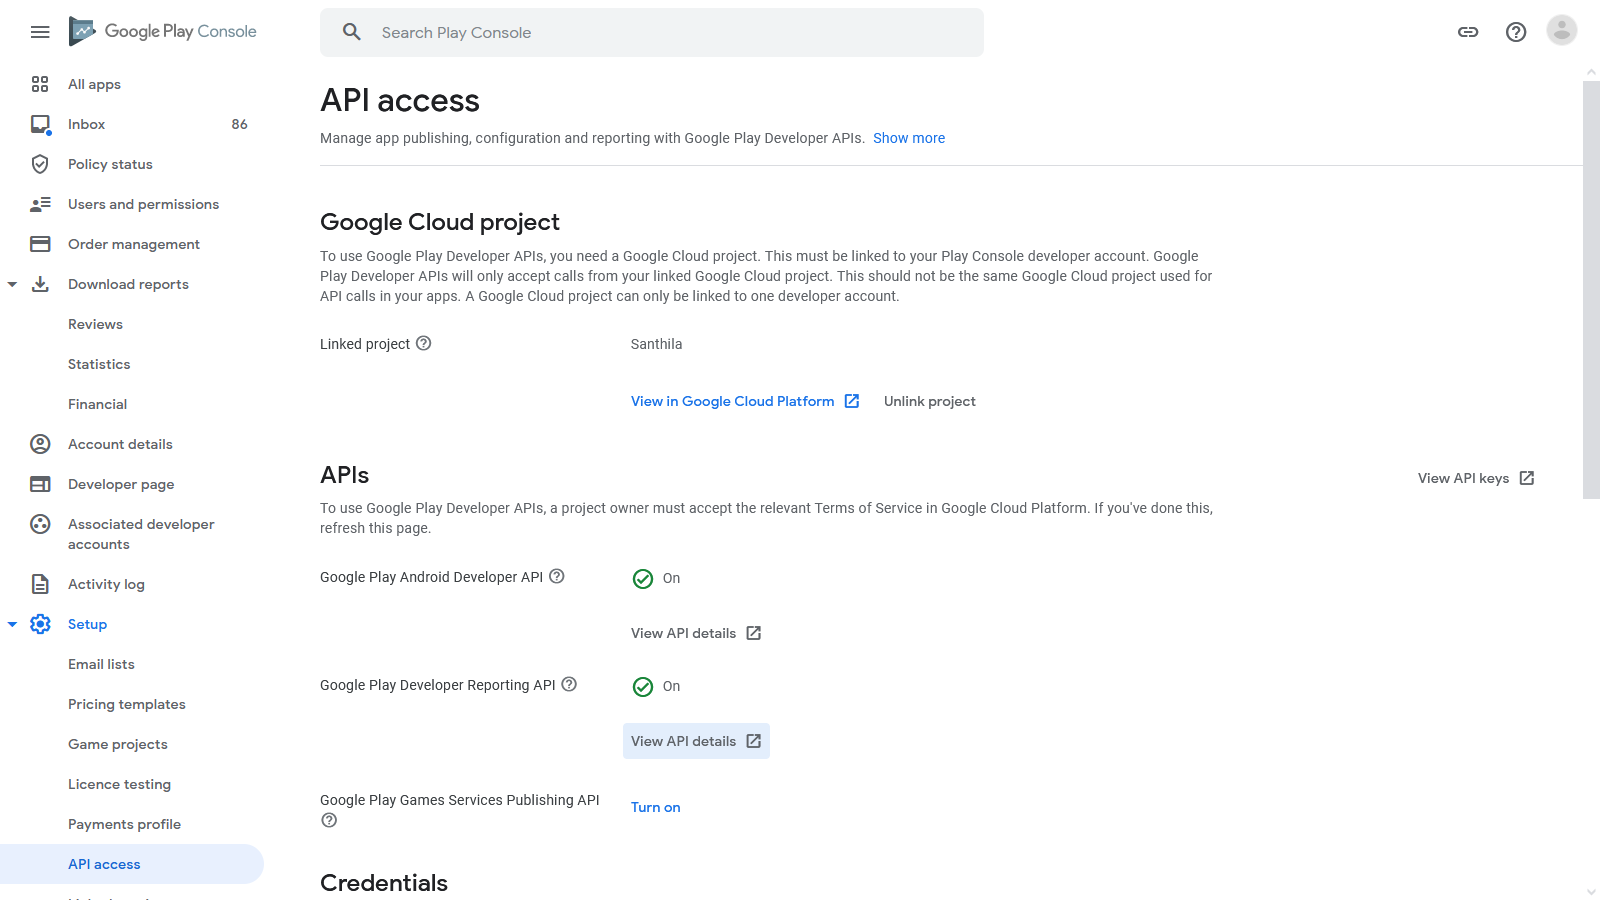 Google Play Console
Search Play Console
All apps
Inbox 86
Policy status
Users and permissions
Order management
Download reports
Reviews
Statistics
Financial
Account details
Developer page
Associated developer
accounts
Activity log
Setup
Email lists
Pricing templates
Game projects
Licence testing
Payments profile
API access
API access
Manage app publishing, configuration and reporting with Google Play Developer APIs. Show more
Google Cloud project
To use Google Play Developer APIs, you need a Google Cloud project. This must be linked to your Play Console developer account. Google
Play Developer APIs will only accept calls from your linked Google Cloud project. This should not be the same Google Cloud project used for
API calls in your apps. A Google Cloud project can only be linked to one developer account.
Linked project Santhila
View in Google Cloud Platform Unlink project
APIs View API keys
To use Google Play Developer APIs, a project owner must accept the relevant Terms of Service in Google Cloud Platform. If you've done this,
refresh this page.
Google Play Android Developer API On
View API details
Google Play Developer Reporting API On
View API details
Google Play Games Services Publishing API Turn on
Credentials